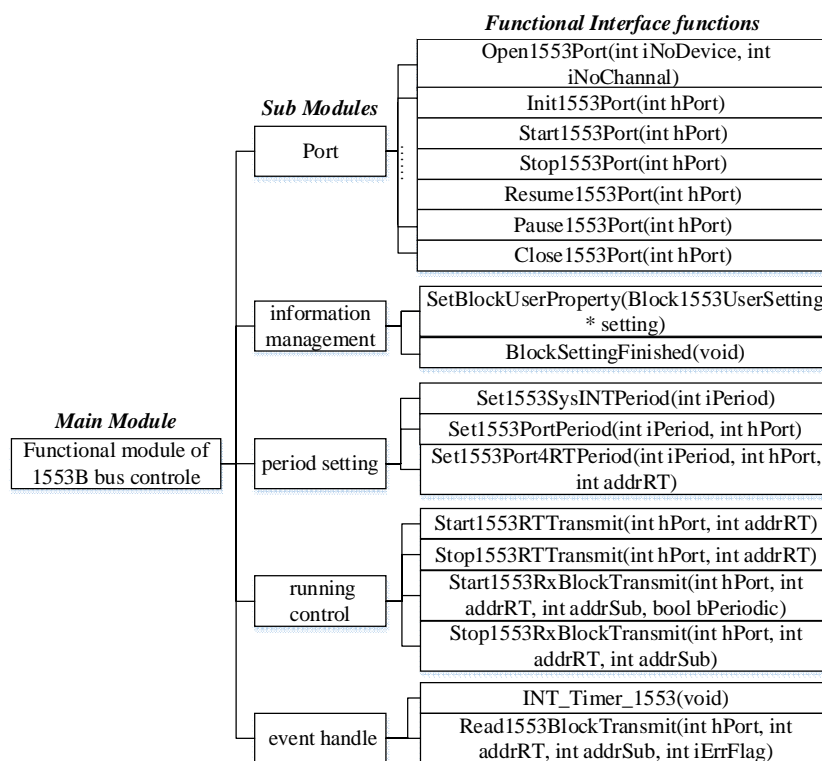 Functional Interface functions
Open1553Port(int iNoDevice, int
iNoChannal)
Sub Modules
Init1553Port(int hPort)
Start1553Port(int hPort)
Port
Stop1553Port(int hPort)
Resume1553Port(int hPort)
Pause1553Port(int hPort)
Close1553Port(int hPort)
information
management
SetBlockUserProperty(Block1553UserSetting
* setting)
BlockSettingFinished(void)
Main Module
Functional module of
1553B bus controle
period setting
Set1553SysINTPeriod(int iPeriod)
Set1553PortPeriod(int iPeriod, int hPort)
Set1553Port4RTPeriod(int iPeriod, int hPort,
int addrRT)
running
control
Start1553RTTransmit(int hPort, int addrRT)
Stop1553RTTransmit(int hPort, int addrRT)
Start1553RxBlockTransmit(int hPort, int
addrRT, int addrSub, bool bPeriodic)
Stop1553RxBlockTransmit(int hPort, int
addrRT, int addrSub)
event handle
INT_Timer_1553(void)
Read1553BlockTransmit(int hPort, int
addrRT, int addrSub, int iErrFlag)